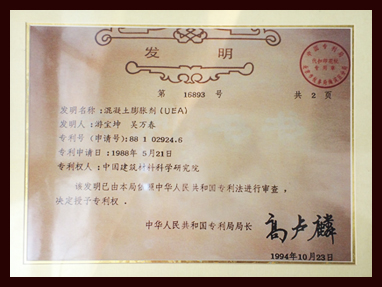 发明
第 16893 号 共 2 页
发明名称:混凝土膨胀剂(UEA)
发明人:游宝坤 吴万春
专利号(申请号):88 1 02924.6
专利申请日:1988年 5月21日
专利权人:中国建筑材料科学研究院
该发明已由本局依照中华人民共和国专利法进行审查,
决定授予专利权.
中华人民共和国专利局局长 高卢麟
1994年10月23日